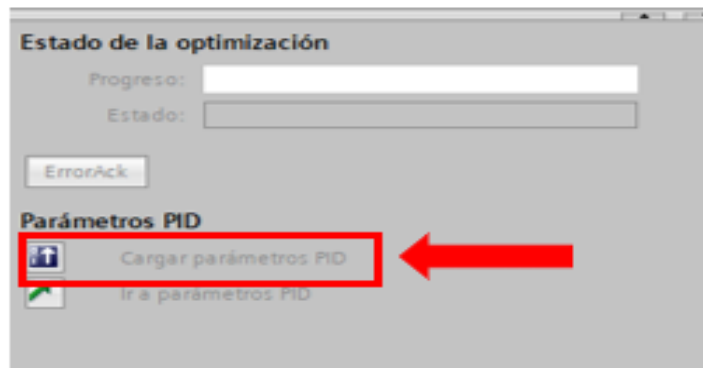 Estado de la optimización
Progreso:
Estado:
ErrorAck
Parámetros PID
Cargar parámetros PID
Ir a parámetros PID